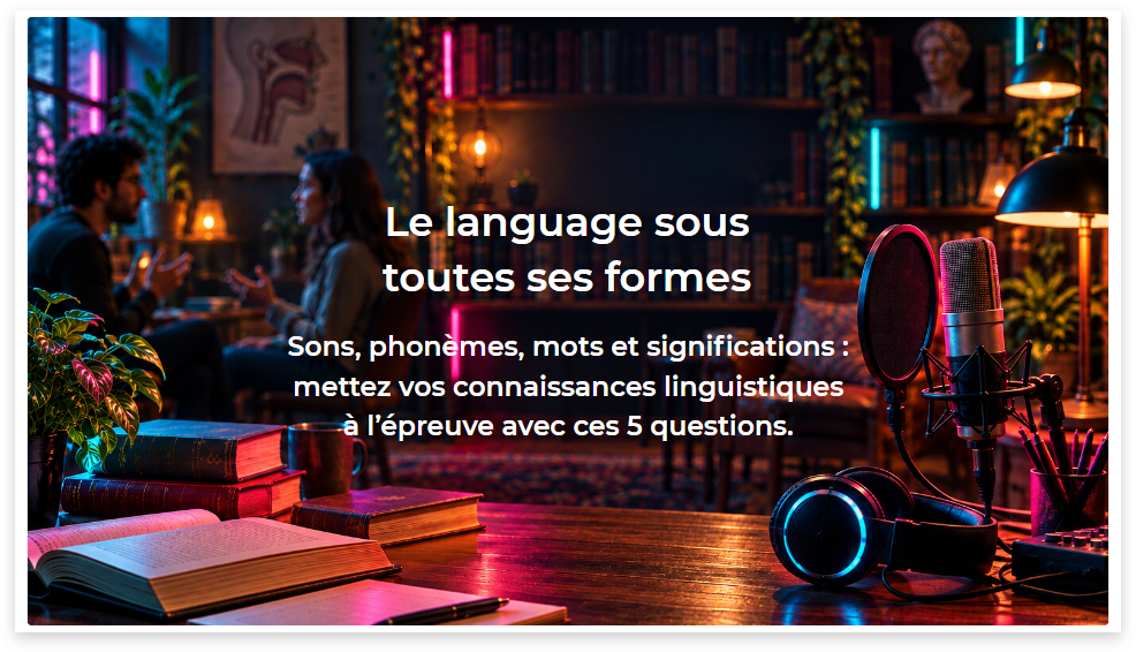 Le language sous
toutes ses formes
Sons, phonèmes, mots et significations :
mettez vos connaissances linguistiques
à l’épreuve avec ces 5 questions.